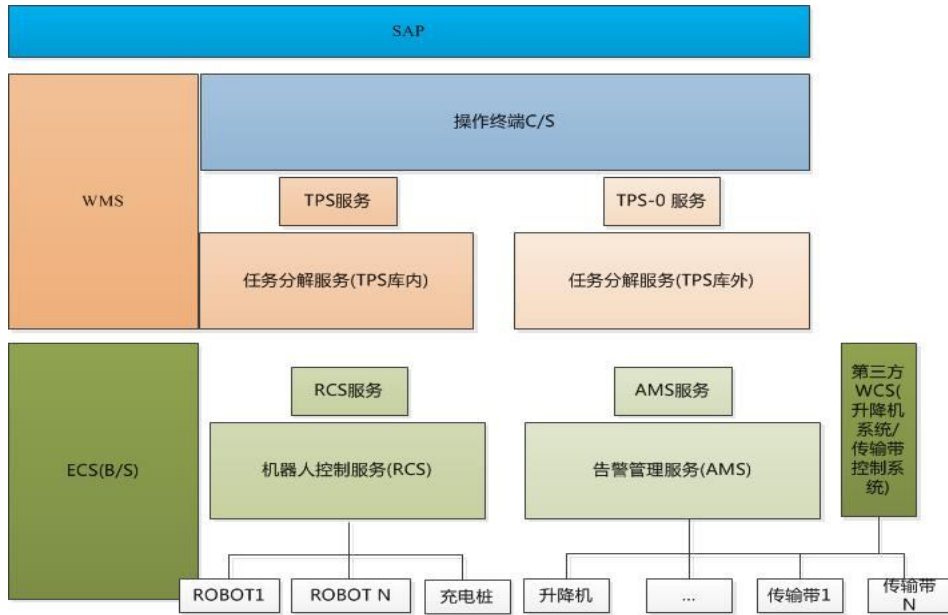 SAP
WMS
操作终端C/S
TPS服务
TPS-0 服务
任务分解服务(TPS库内)
任务分解服务(TPS库外)
ECS(B/S)
RCS服务
AMS服务
机器人控制服务(RCS)
告警管理服务(AMS)
第三方
WCS(
升降机
系统/
传输带
控制系
统)
ROBOT1
ROBOT N
充电桩
升降机
...
传输带1
传输带
N